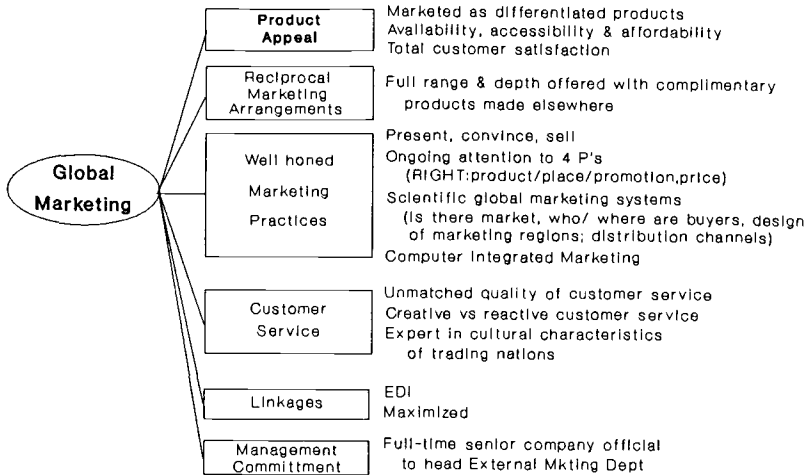 Global
Marketing
Product
Appeal
Marketed as differentiated products
Availability, accessibility & affordability
Total customer satisfaction
Reciprocal
Marketing
Arrangements
Full range & depth offered with complimentary
products made elsewhere
Well honed
Marketing
Practices
Present, convince, sell
Ongoing attention to 4 P's
(RIGHT:product/place/promotion,price)
Scientific global marketing systems
(is there market, who/ where are buyers, design
of marketing regions; distribution channels)
Computer Integrated Marketing
Customer
Service
Unmatched quality of customer service
Creative vs reactive customer service
Expert in cultural characteristics
of trading nations
Linkages
EDI
Maximized
Management
Committment
Full-time senior company official
to head External Mkting Dept